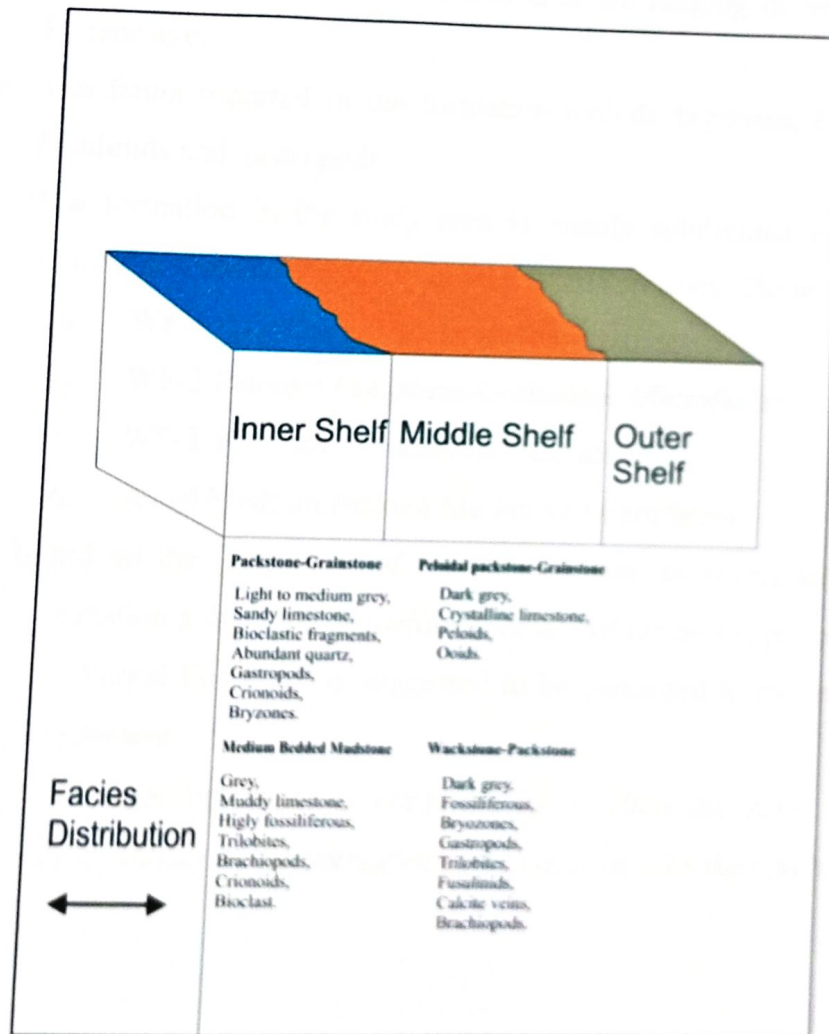 Inner Shelf
Middle Shelf
Outer
Shelf
Packstone-Grainstone
Light to medium grey,
Sandy limestone,
Bioclastic fragments,
Abundant quartz,
Gastropods,
Crionoids,
Bryzones.
Peloidal packstone-Grainstone
Dark grey,
Crystalline limestone,
Peloids,
Ooids.
Medium Bedded Mudstone
Grey,
Muddy limestone,
Higly fossiliferous,
Trilobites,
Brachiopods,
Crionoids,
Bioclast.
Wackstone-Packstone
Dark grey.
Fossiliferous,
Bryozones,
Gastropods,
Trilobites,
Fusulinids,
Calcite veins,
Brachiopods.
Facies
Distribution